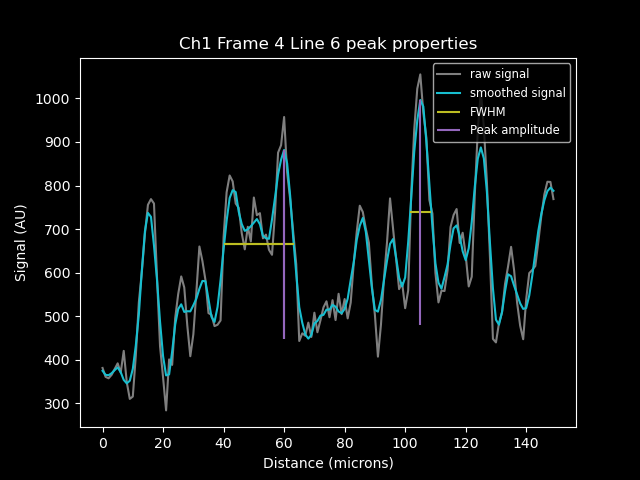 Ch1 Frame 4 Line 6 peak properties
raw signal
smoothed signal
FWHM
Peak amplitude
Signal (AU)
1000
900
800
700
600
500
400
300
0 20 40 60 80 100 120 140
Distance (microns)